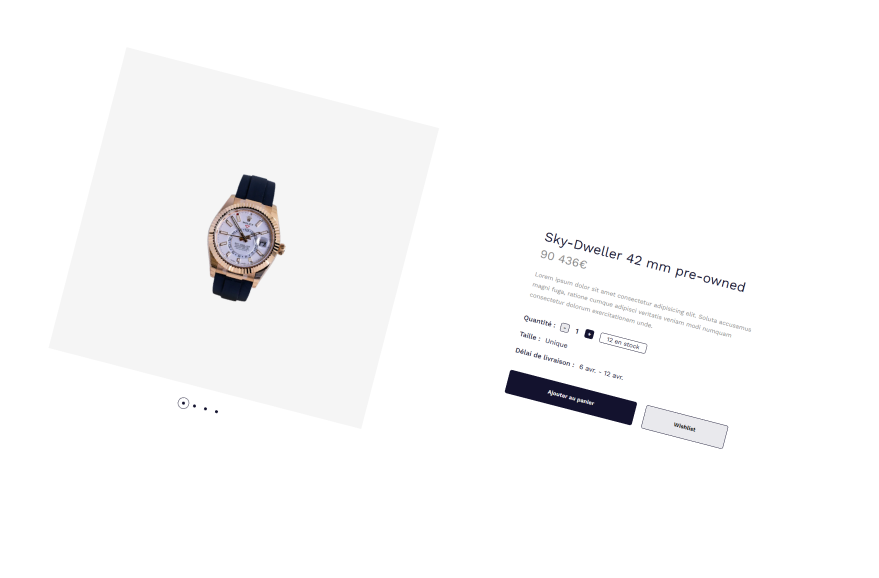 Sky-Dweller 42 mm pre-owned
90 436€
Lorem ipsum dolor sit amet consectetur adipisicing elit. Soluta accusamus
magni fuga, ratione cumque adipisci veritatis veniam modi numquam
consectetur dolorum exercitationem unde.
Quantité : - 1 + 12 en stock
Taille : Unique
Délai de livraison : 6 avr. - 12 avr.
Ajouter au panier
Wishlist